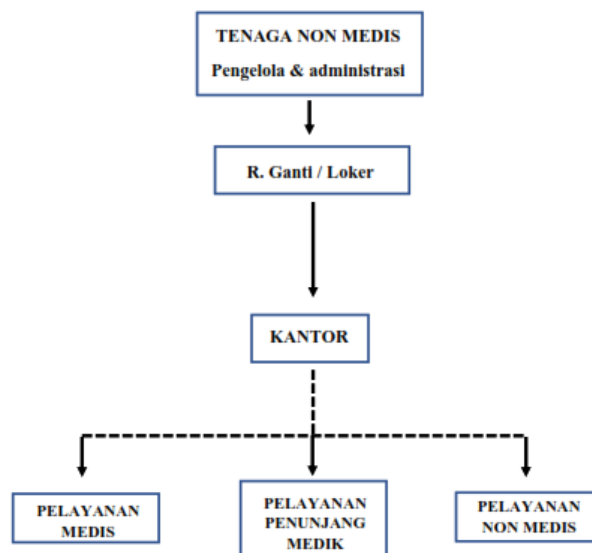 TENAGA NON MEDIS
Pengelola & administrasi
R. Ganti / Loker
KANTOR
PELAYANAN
MEDIS
PELAYANAN
PENUNJANG
MEDIK
PELAYANAN
NON MEDIS